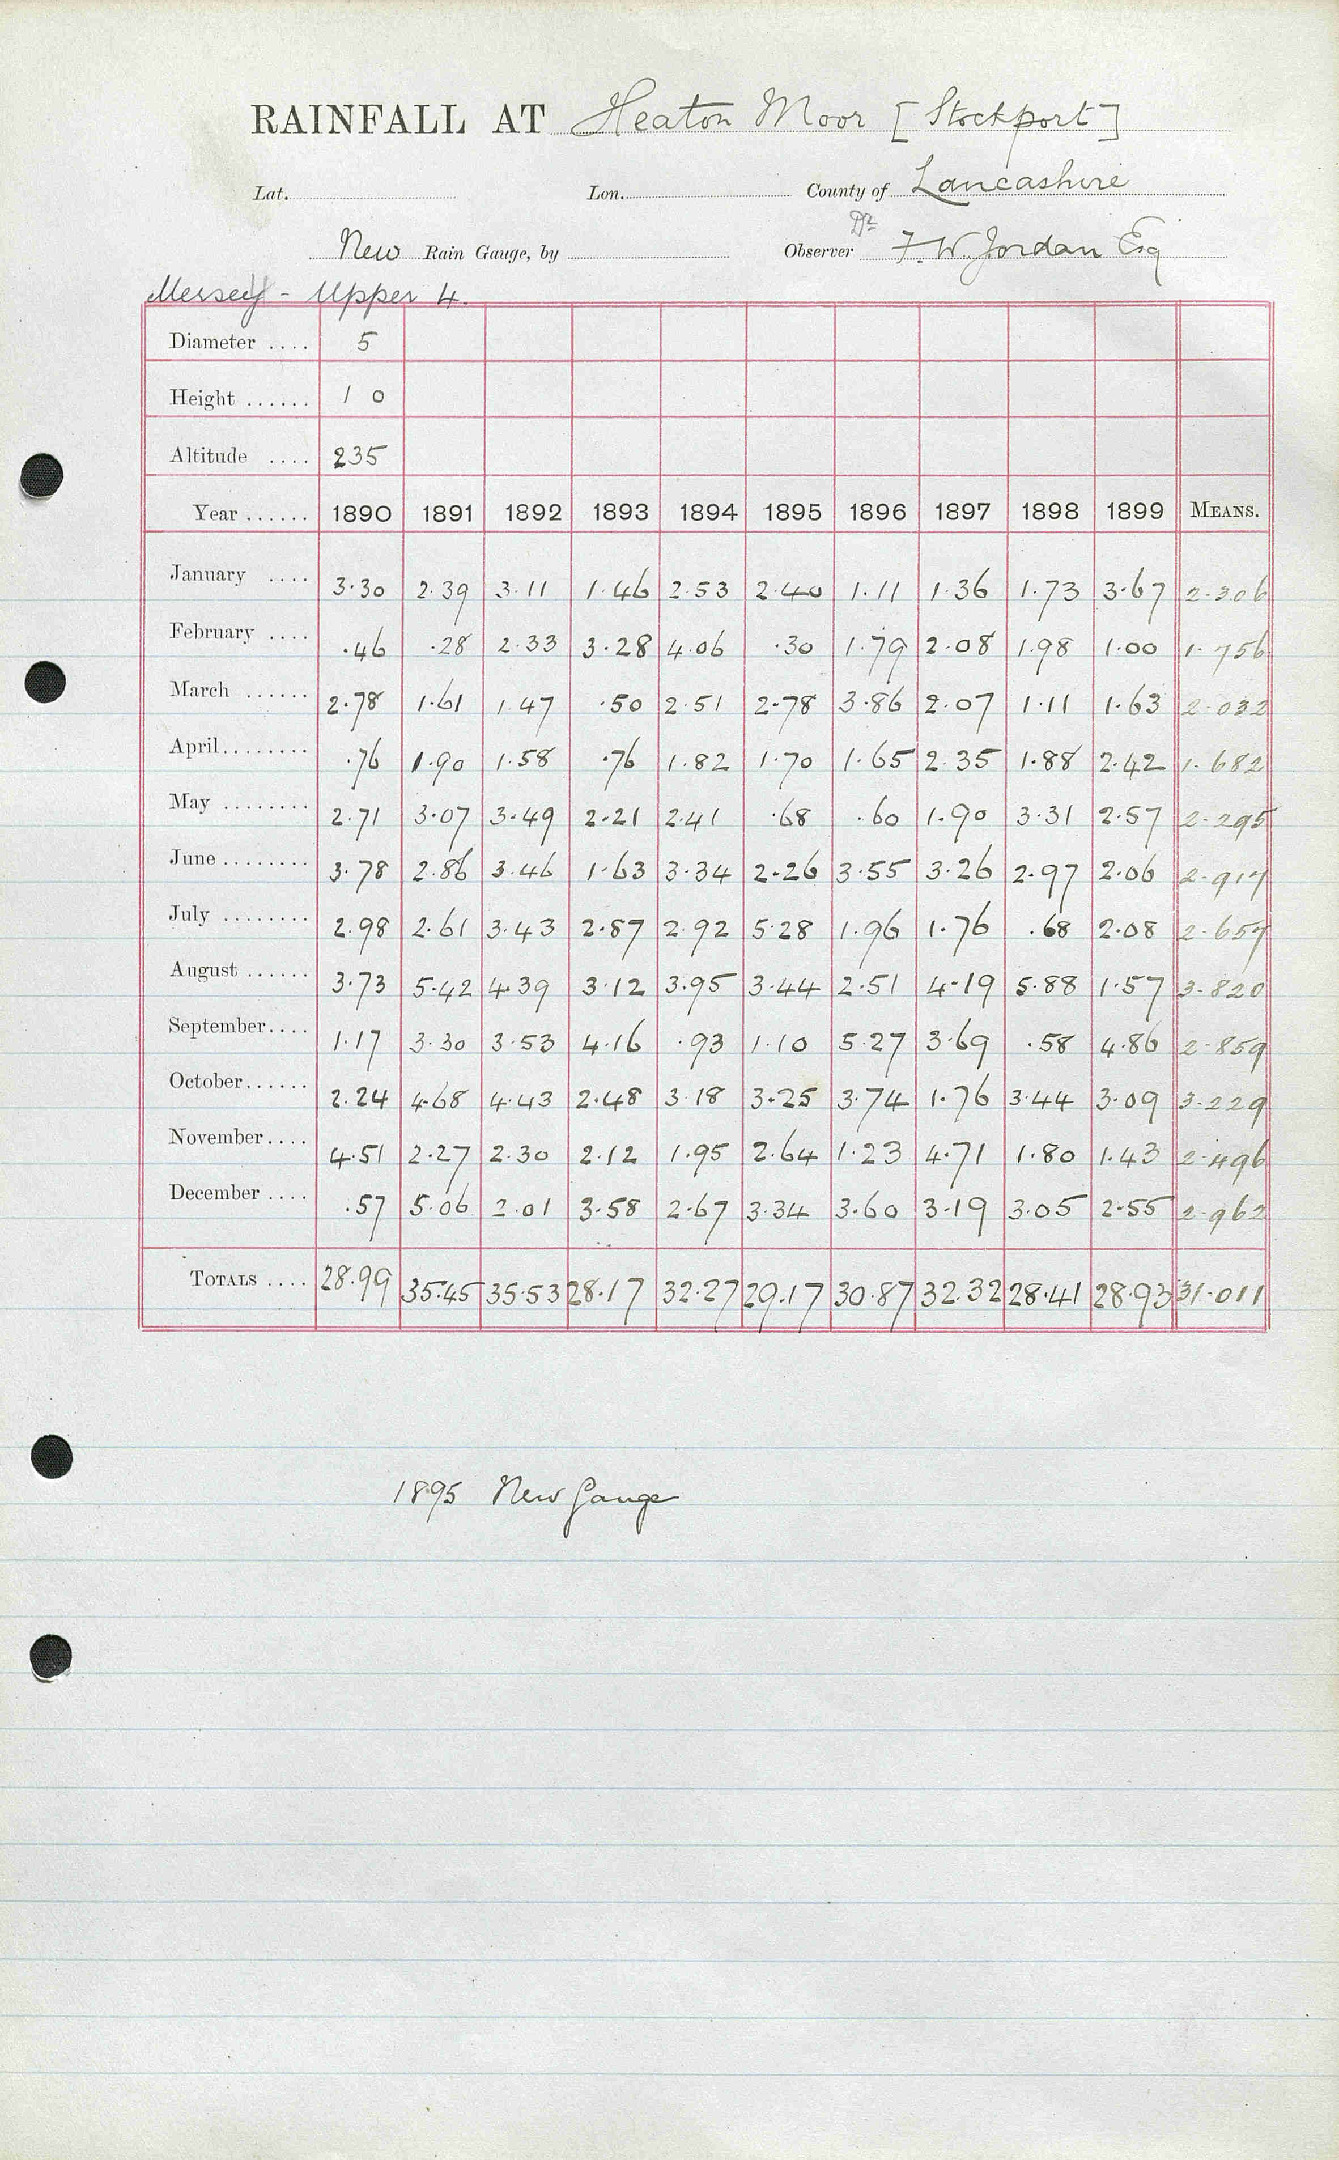 RAINFALL AT Heaton Moor [Stockport]
Lat. Lon. County of Lancashire
Dr
New Rain Gauge, by Observer F. W. Jordan Esq
Mersey - Upper 4.
Diameter .... 5
Height ...... 1 0
Altitude .... 235
Year ...... 1890 1891 1892 1893 1894 1895 1896 1897 1898 1899 MEANS.
January .... 3.30 2.39 3.11 1.46 2.53 2.40 1.11 1.36 1.73 3.67 2.306
February .... .46 .28 2.33 3.28 4.06 .30 1.79 2.08 1.98 1.00 1.756
March ...... 2.78 1.61 1.47 .50 2.51 2.78 3.86 2.07 1.11 1.63 2.032
April........ .76 1.90 1.58 .76 1.82 1.70 1.65 2.35 1.88 2.42 1.682
May ........ 2.71 3.07 3.49 2.21 2.41 .68 .60 1.90 3.31 2.57 2.295
June........ 3.78 2.86 3.46 1.63 3.34 2.26 3.55 3.26 2.97 2.06 2.917
July ........ 2.98 2.61 3.43 2.87 2.92 5.28 1.96 1.76 .68 2.08 2.657
August ...... 3.73 5.42 4.39 3.12 3.95 3.44 2.51 4.19 5.88 1.57 3.820
September.... 1.17 3.30 3.53 4.16 .93 1.10 5.27 3.69 .58 4.86 2.859
October...... 2.24 4.68 4.43 2.48 3.18 3.25 3.74 1.76 3.44 3.09 3.229
November.... 4.51 2.27 2.30 2.12 1.95 2.64 1.23 4.71 1.80 1.43 2.496
December .... .57 5.06 2.01 3.58 2.67 3.34 3.60 3.19 3.05 2.55 2.962
TOTALS .... 28.99 35.45 35.53 28.17 32.27 29.17 30.87 32.32 28.41 28.93 31.011
1895 New Gauge